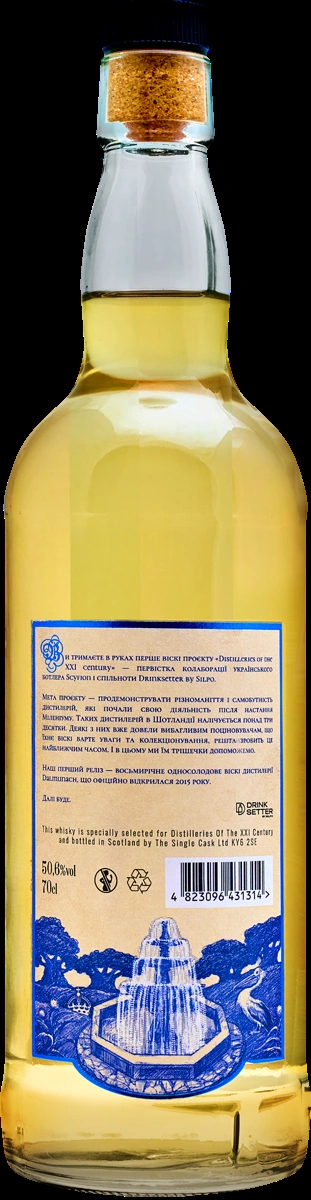 Ви тримаєте в руках перше віскі проєкту «Distilleries of the
XXI century» — первістка колаборації українського
ботлера Scyfion і спільноти Drinksetter by Silpo.
Мета проєкту — продемонструвати різноманіття і самобутність
дистилерій, які почали свою діяльність після настання
Міленіуму. Таких дистилерій в Шотландії налічується понад три
десятки. Деякі з них вже довели вибагливим поціновувачам, що
їхнє віскі варте уваги та колекціонування, решта зробить це
найближчим часом. І в цьому ми їм трішечки допоможемо.
Наш перший реліз — восьмирічне односолодове віскі дистилерії
Dalmunach, що офіційно відкрилася 2015 року.
Далі буде.
DRINK
SETTER
This whisky is specially selected for Distilleries Of The XXI Century
and bottled in Scotland by The Single Cask Ltd KY6 2SE
50,6%vol
70cl
4 823096 431314 >